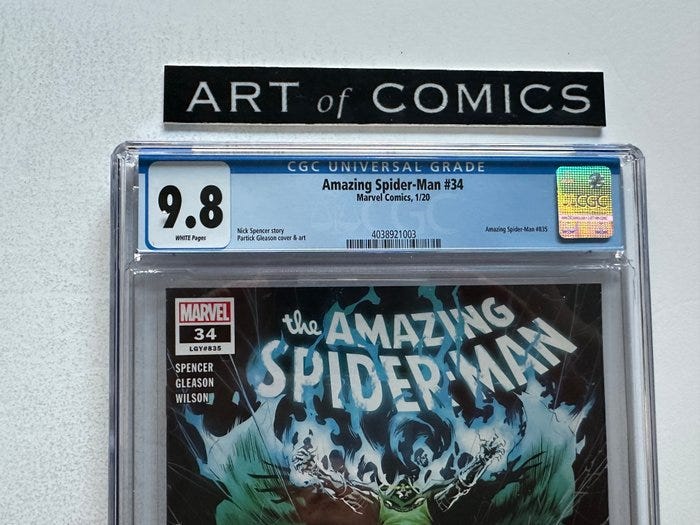 ART of COMICS
CGC UNIVERSAL GRADE
9.8
WHITE Pages
Amazing Spider-Man #34
Marvel Comics, 1/20
Nick Spencer story
Partick Gleason cover & art
4038921003
Amazing Spider-Man #835
CGC
MARVEL
34
LGY#835
SPENCER
GLEASON
WILSON
the AMAZING
SPIDER-MAN